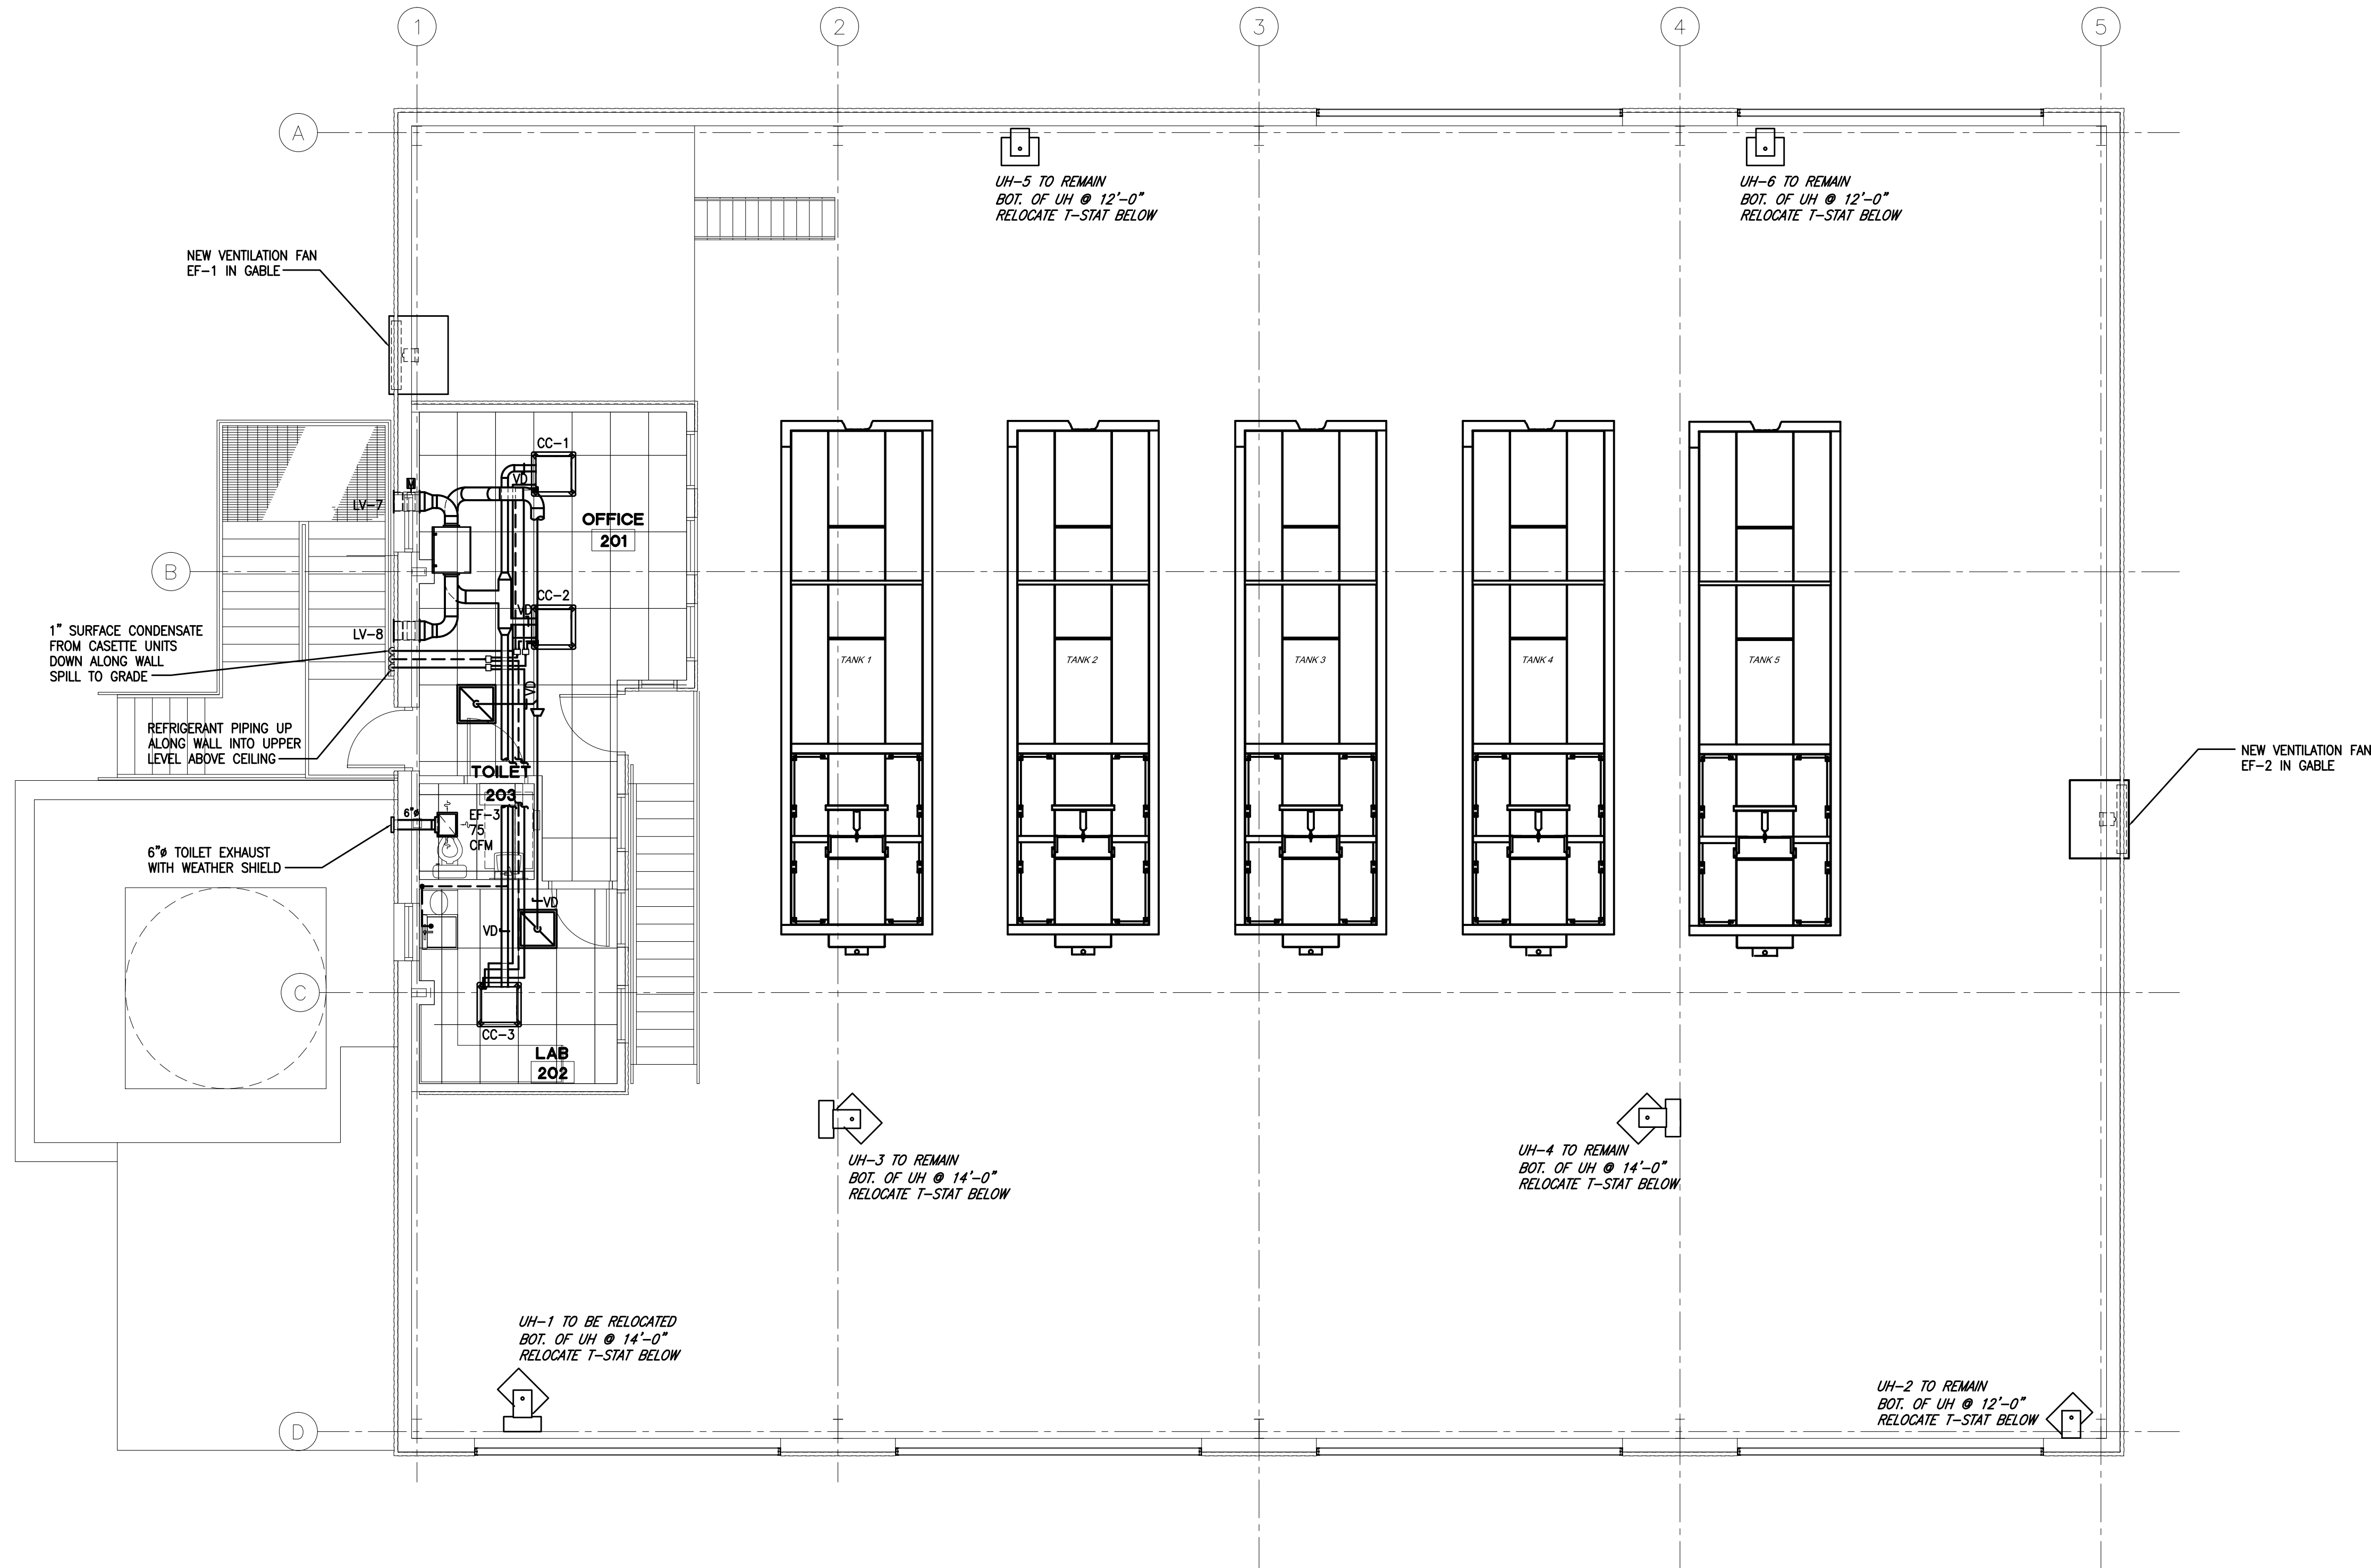 1
2
3
4
5
A
UH-5 TO REMAIN
BOT. OF UH @ 12'-0"
RELOCATE T-STAT BELOW
UH-6 TO REMAIN
BOT. OF UH @ 12'-0"
RELOCATE T-STAT BELOW
NEW VENTILATION FAN
EF-1 IN GABLE
CC-1
VD
M
LV-7
OFFICE
201
B
CC-2
VD
LV-8
1" SURFACE CONDENSATE
FROM CASETTE UNITS
DOWN ALONG WALL
SPILL TO GRADE
TANK 1
TANK 2
TANK 3
TANK 4
TANK 5
VD
REFRIGERANT PIPING UP
ALONG WALL INTO UPPER
LEVEL ABOVE CEILING
NEW VENTILATION FAN
EF-2 IN GABLE
TOILET
203
6"ø
EF-3
75
CFM
6"ø TOILET EXHAUST
WITH WEATHER SHIELD
VD
VD
C
CC-3
LAB
202
UH-3 TO REMAIN
BOT. OF UH @ 14'-0"
RELOCATE T-STAT BELOW
UH-4 TO REMAIN
BOT. OF UH @ 14'-0"
RELOCATE T-STAT BELOW
UH-1 TO BE RELOCATED
BOT. OF UH @ 14'-0"
RELOCATE T-STAT BELOW
UH-2 TO REMAIN
BOT. OF UH @ 12'-0"
RELOCATE T-STAT BELOW
D